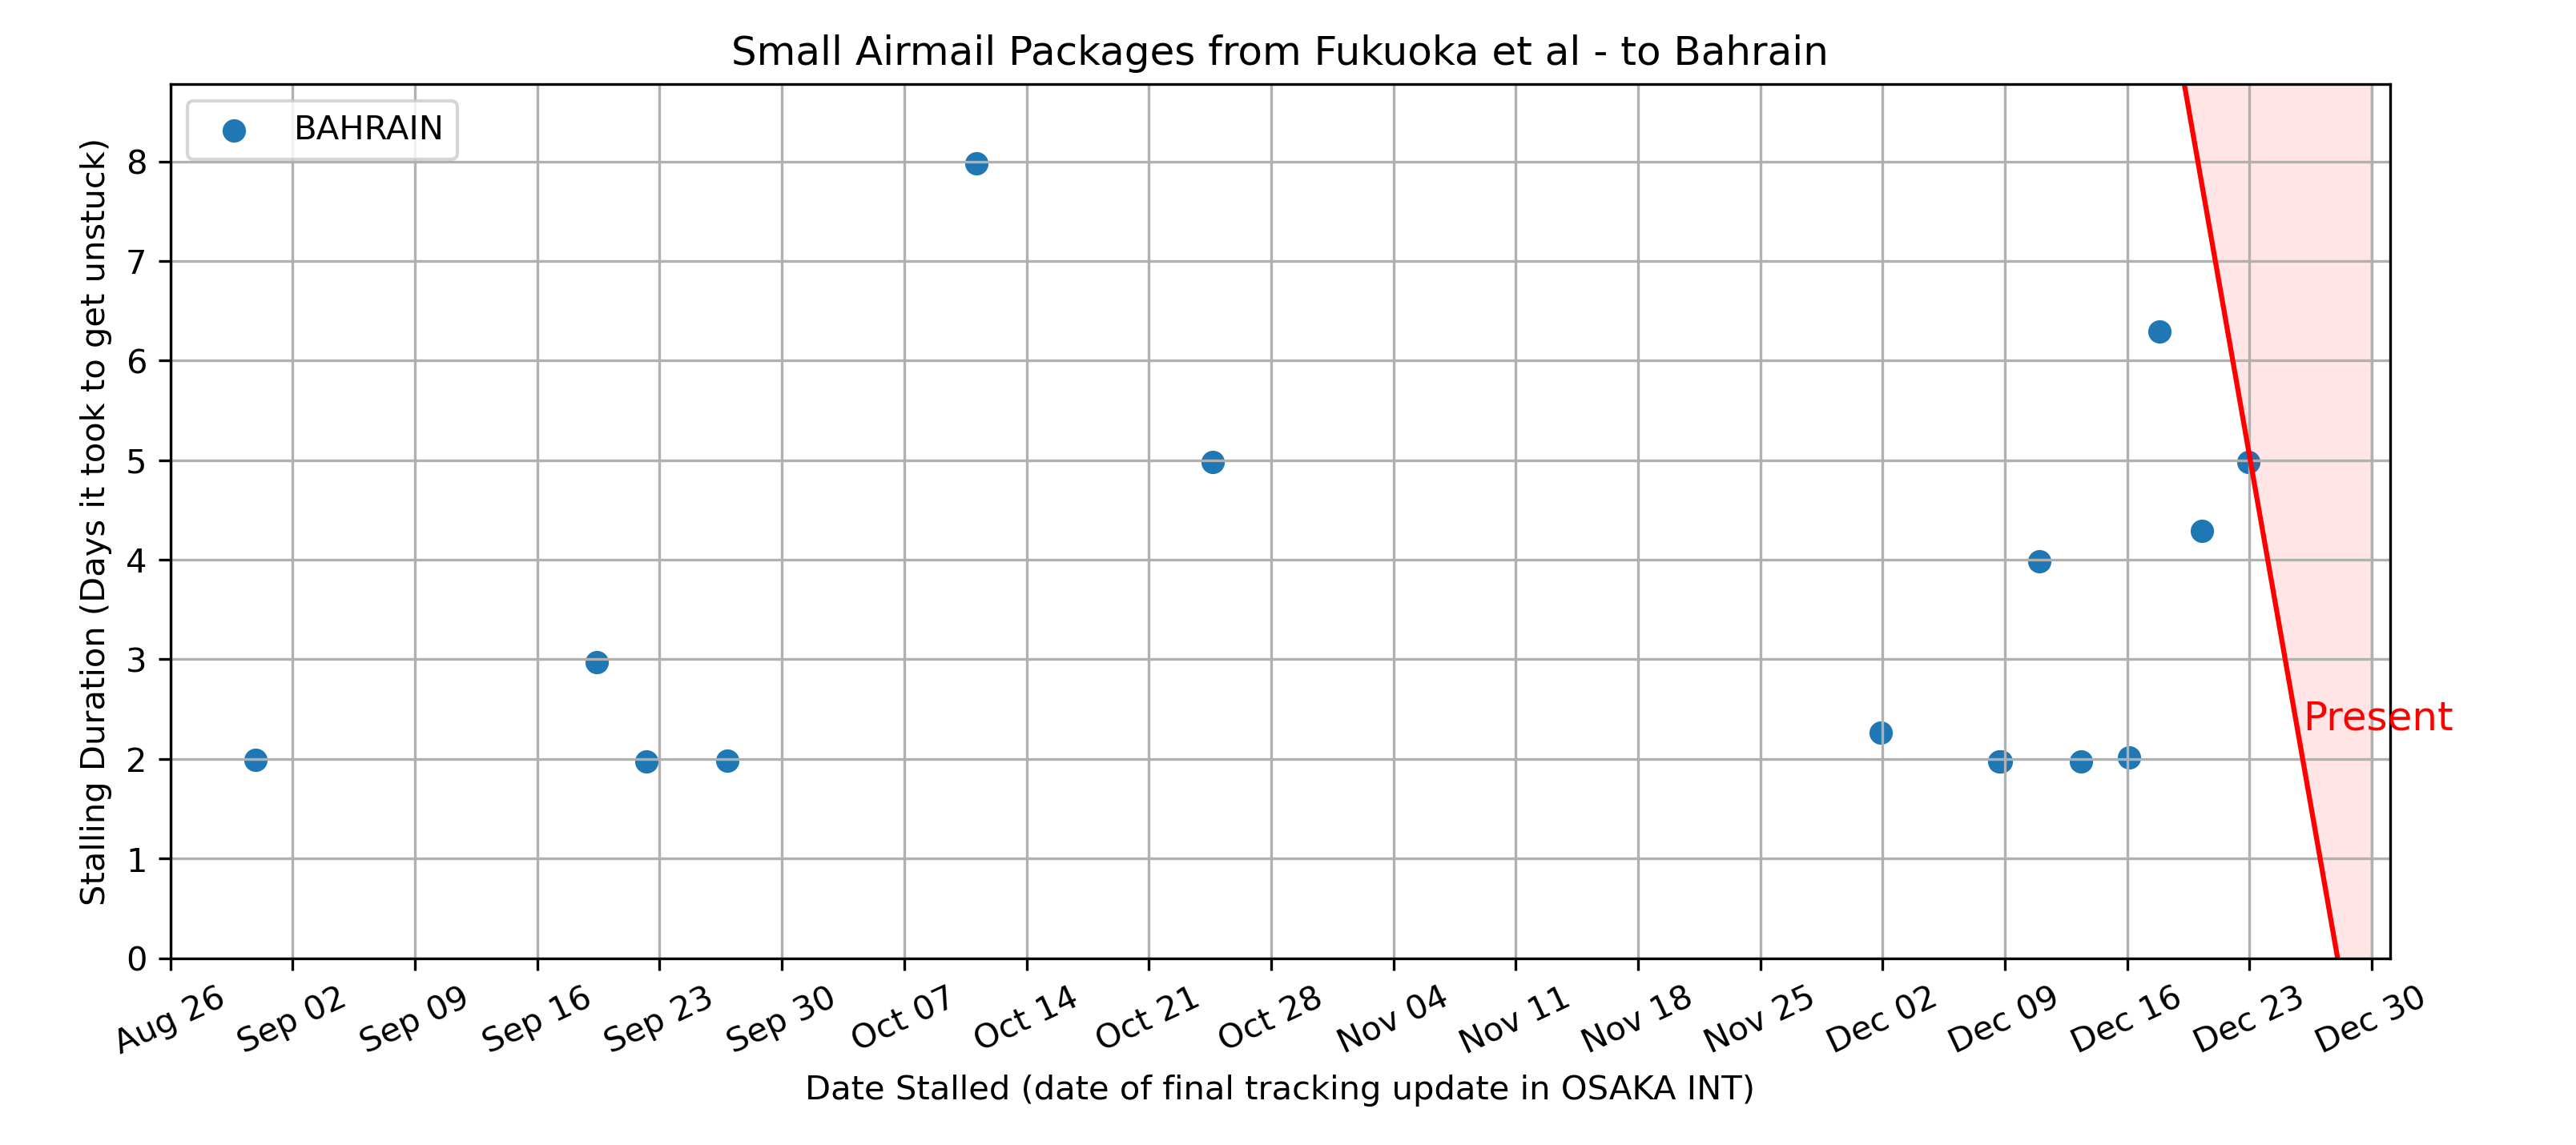 Small Airmail Packages from Fukuoka et al - to Bahrain
BAHRAIN
Stalling Duration (Days it took to get unstuck)
8
7
6
5
4
3
2
1
0
Present
Aug 26 Sep 02 Sep 09 Sep 16 Sep 23 Sep 30 Oct 07 Oct 14 Oct 21 Oct 28 Nov 04 Nov 11 Nov 18 Nov 25 Dec 02 Dec 09 Dec 16 Dec 23 Dec 30
Date Stalled (date of final tracking update in OSAKA INT)